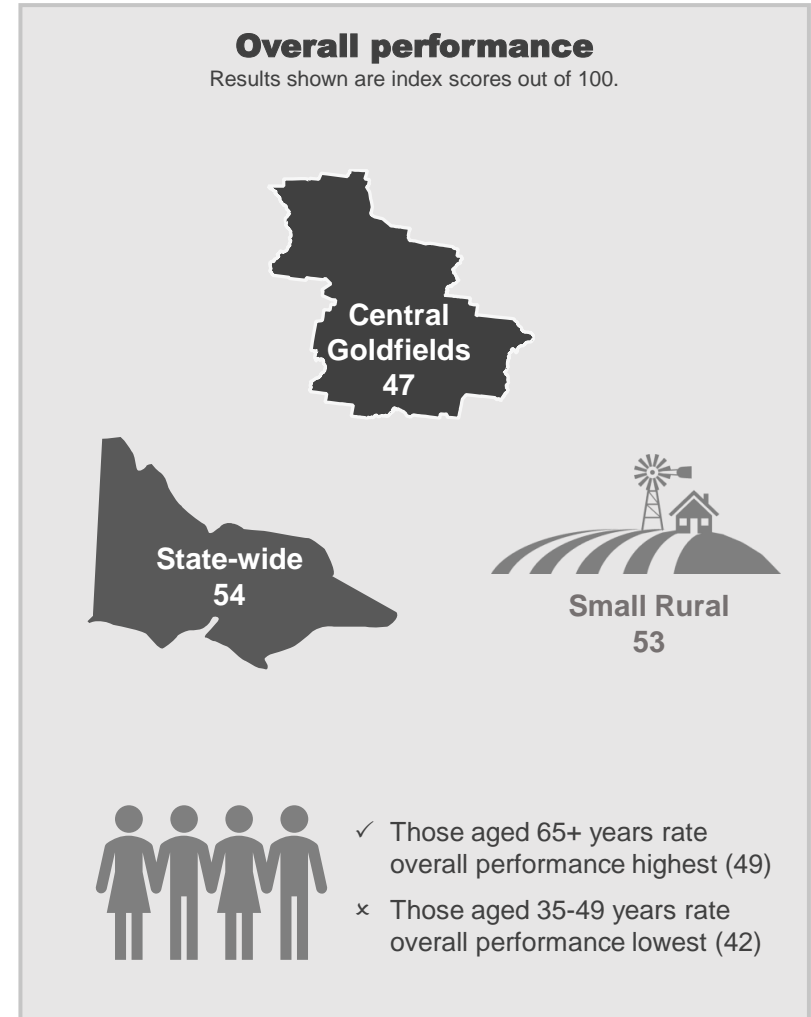 Overall performance
Results shown are index scores out of 100.
Central
Goldfields
47
State-wide
54
Small Rural
53
✓ Those aged 65+ years rate
overall performance highest (49)
× Those aged 35-49 years rate
overall performance lowest (42)